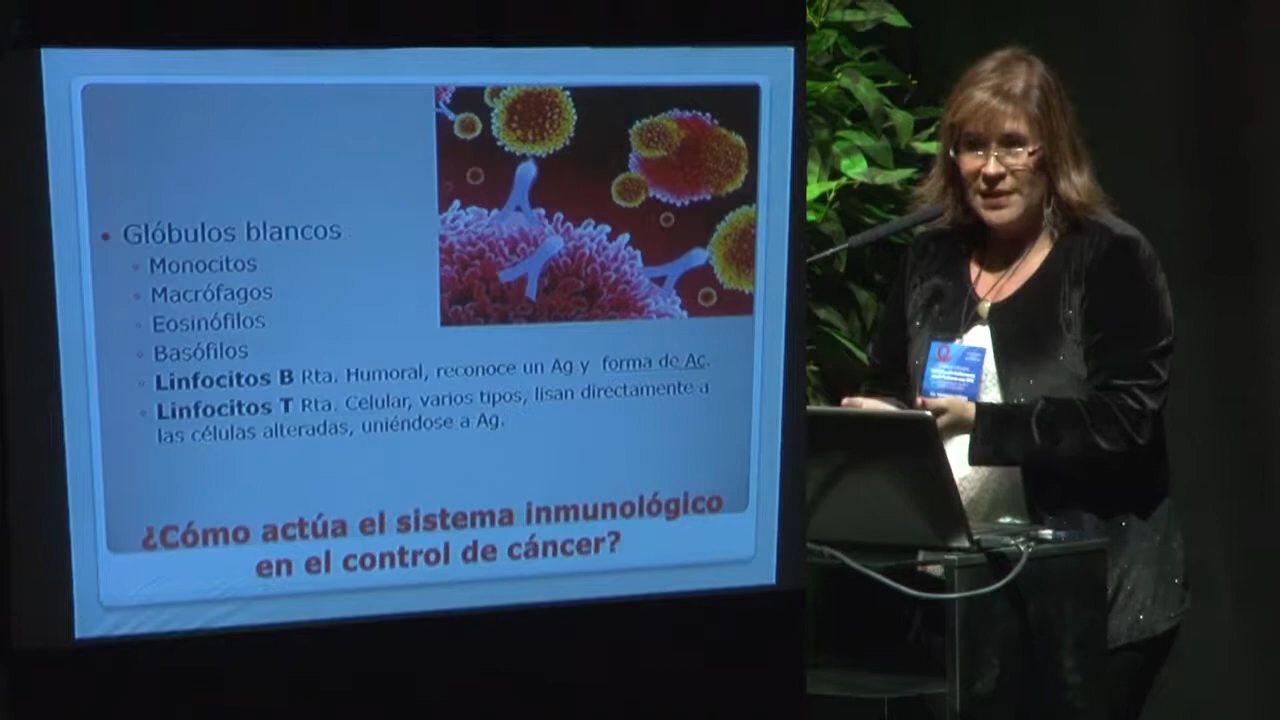 Glóbulos blancos
Monocitos
Macrófagos
Eosinófilos
Basófilos
Linfocitos B Rta. Humoral, reconoce un Ag y forma de Ac.
Linfocitos T Rta. Celular, varios tipos, lisan directamente a
las células alteradas, uniéndose a Ag.
¿Cómo actúa el sistema inmunológico
en el control de cáncer?